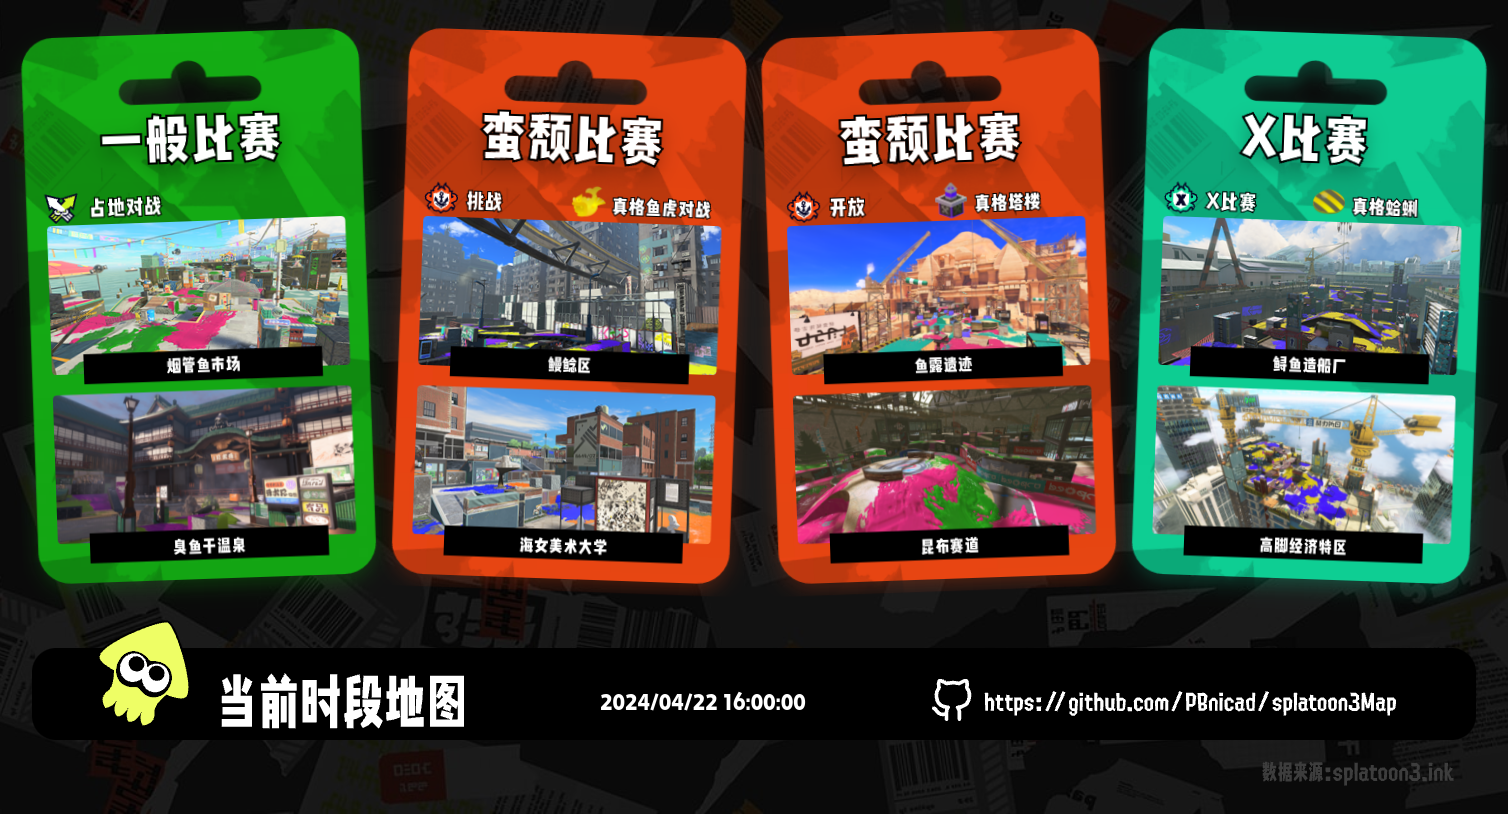 一般比赛
占地对战
烟管鱼市场
臭鱼干温泉
蛮颓比赛
挑战
真格鱼虎对战
鳗鲶区
海女美术大学
蛮颓比赛
开放
真格塔楼
鱼露遗迹
昆布赛道
X比赛
X比赛
真格蛤蜊
鲟鱼造船厂
高脚经济特区
当前时段地图
2024/04/22 16:00:00
https://github.com/PBnicad/splatoon3Map
数据来源:splatoon3.ink